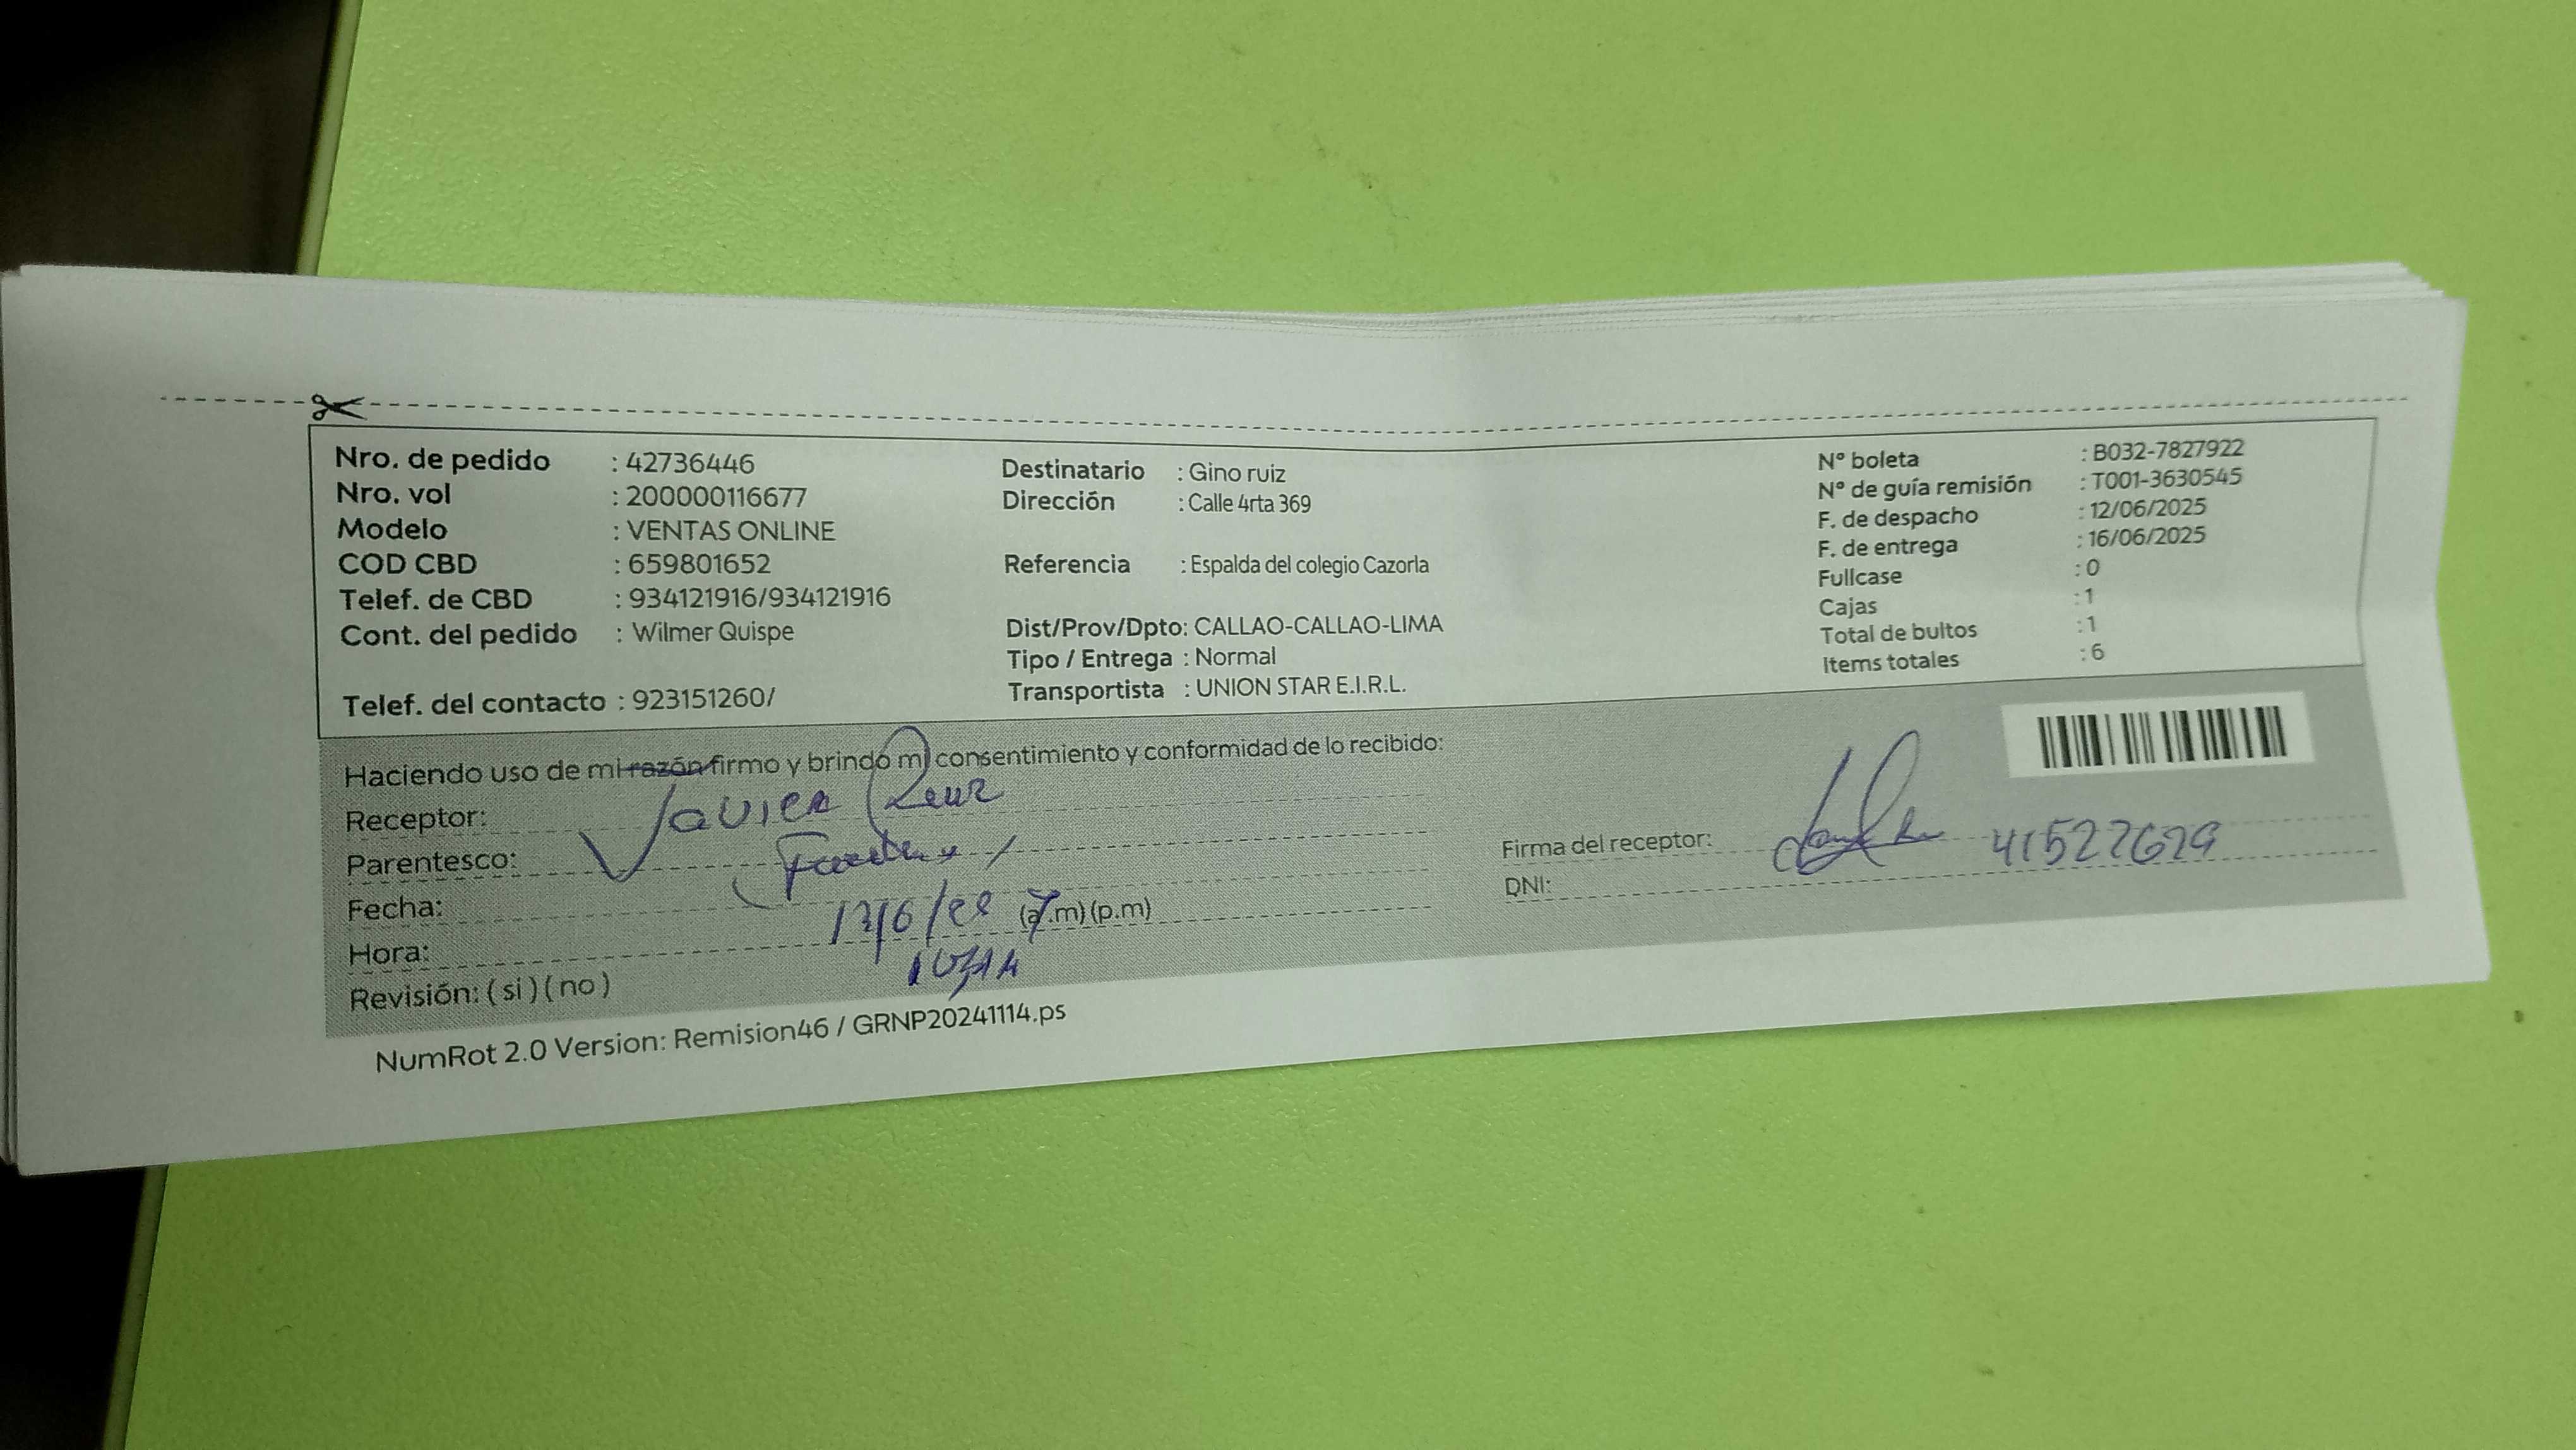 Nro. de pedido : 42736446
Nro. vol : 200000116677
Modelo : VENTAS ONLINE
COD CBD : 659801652
Telef. de CBD : 934121916/934121916
Cont. del pedido : Wilmer Quispe
Telef. del contacto : 923151260/
Destinatario : Gino ruiz
Dirección : Calle 4rta 369
Referencia : Espalda del colegio Cazorla
Dist/Prov/Dpto: CALLAO-CALLAO-LIMA
Tipo / Entrega : Normal
Transportista : UNION STAR E.I.R.L.
N° boleta : B032-7827922
N° de guía remisión : T001-3630545
F. de despacho : 12/06/2025
F. de entrega : 16/06/2025
Fullcase : 0
Cajas : 1
Total de bultos : 1
Items totales : 6
Haciendo uso de mi razón firmo y brindo mi consentimiento y conformidad de lo recibido:
Receptor: Javier
Parentesco:
Fecha:
Hora: (a.m) (p.m)
Revisión: ( si ) ( no )
Firma del receptor:
DNI: 41527629
NumRot 2.0 Version: Remision46 / GRNP20241114.ps